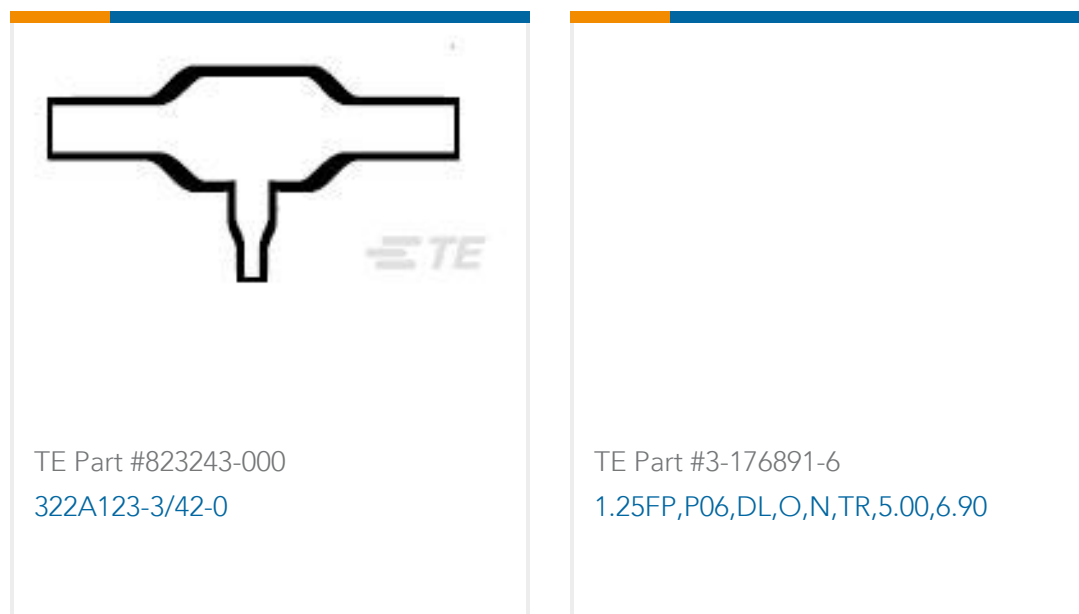 TE
TE Part #823243-000
322A123-3/42-0
TE Part #3-176891-6
1.25FP,P06,DL,O,N,TR,5.00,6.90